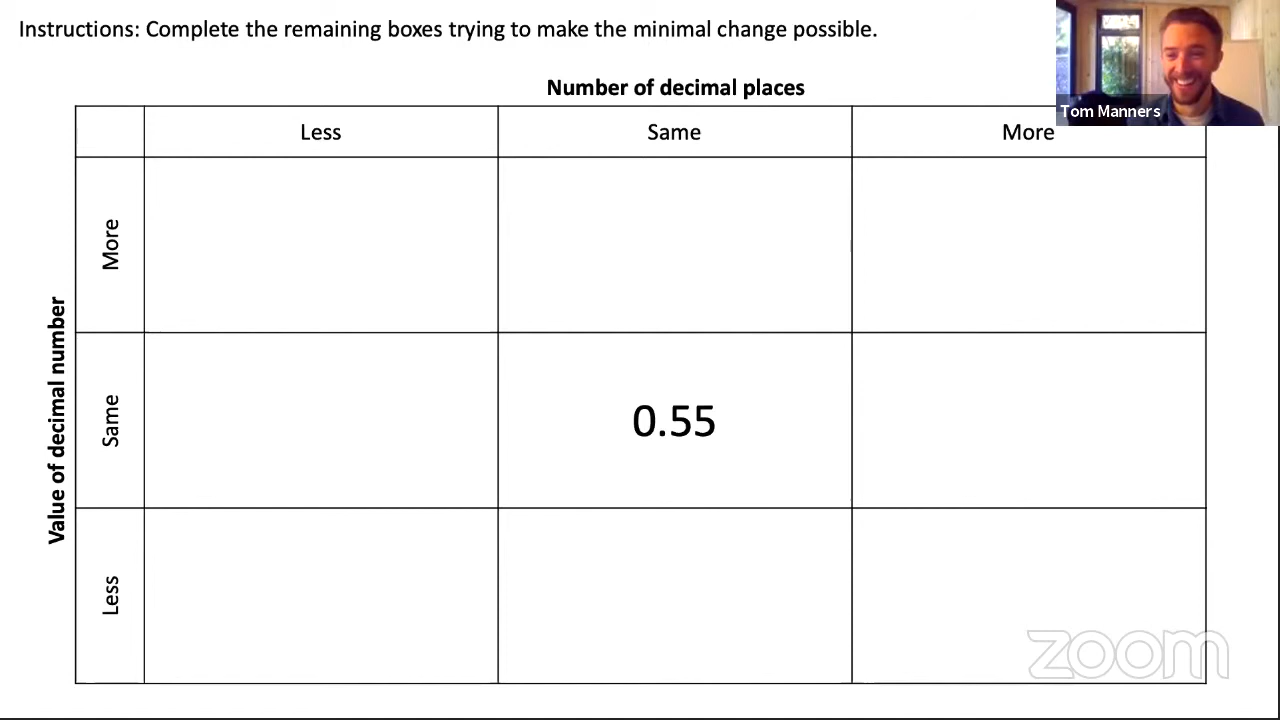 Instructions: Complete the remaining boxes trying to make the minimal change possible.
Number of decimal places
Tom Manners
Less
Same
More
Value of decimal number
More
Same
0.55
Less
zoom